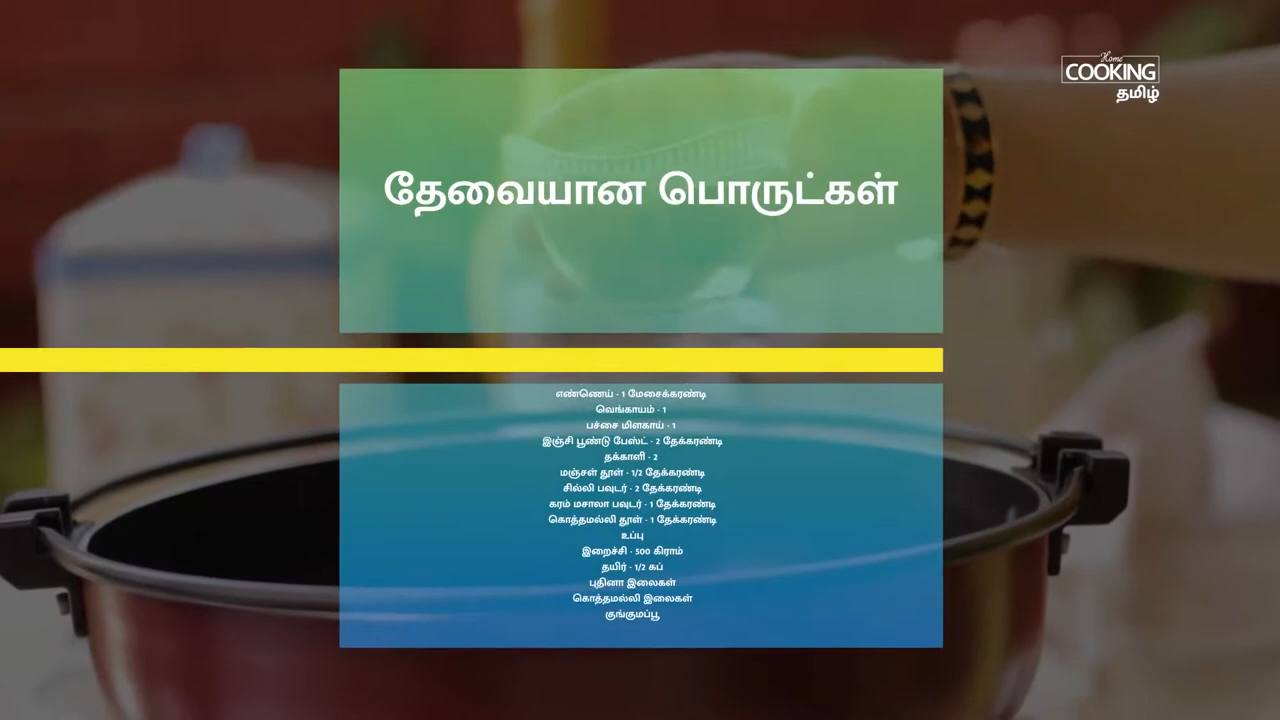 Home
COOKING
தமிழ்
தேவையான பொருட்கள்
எண்ணெய் - 1 மேசைக்கரண்டி
வெங்காயம் - 1
பச்சை மிளகாய் - 1
இஞ்சி பூண்டு பேஸ்ட் - 2 தேக்கரண்டி
தக்காளி - 2
மஞ்சள் தூள் - 1/2 தேக்கரண்டி
சில்லி பவுடர் - 2 தேக்கரண்டி
கரம் மசாலா பவுடர் - 1 தேக்கரண்டி
கொத்தமல்லி தூள் - 1 தேக்கரண்டி
உப்பு
இறைச்சி - 500 கிராம்
தயிர் - 1/2 கப்
புதினா இலைகள்
கொத்தமல்லி இலைகள்
குங்குமப்பூ